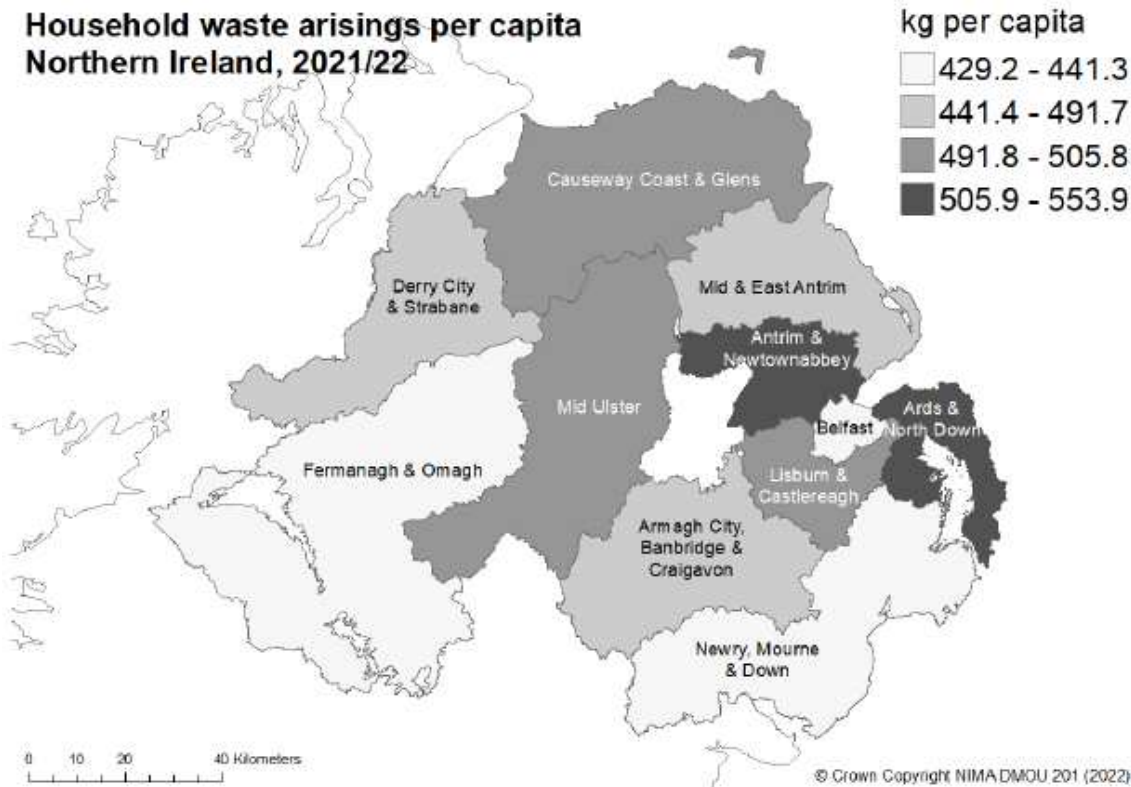 Household waste arisings per capita
Northern Ireland, 2021/22
kg per capita
429.2 - 441.3
441.4 - 491.7
491.8 - 505.8
505.9 - 553.9
Causeway Coast & Glens
Derry City
& Strabane
Mid & East Antrim
Antrim &
Newtownabbey
Mid Ulster
Belfast
Ards &
North Down
Fermanagh & Omagh
Lisburn &
Castlereagh
Armagh City,
Banbridge &
Craigavon
Newry, Mourne
& Down
0 10 20 40 Kilometers
© Crown Copyright NIMA DMOU 201 (2022)